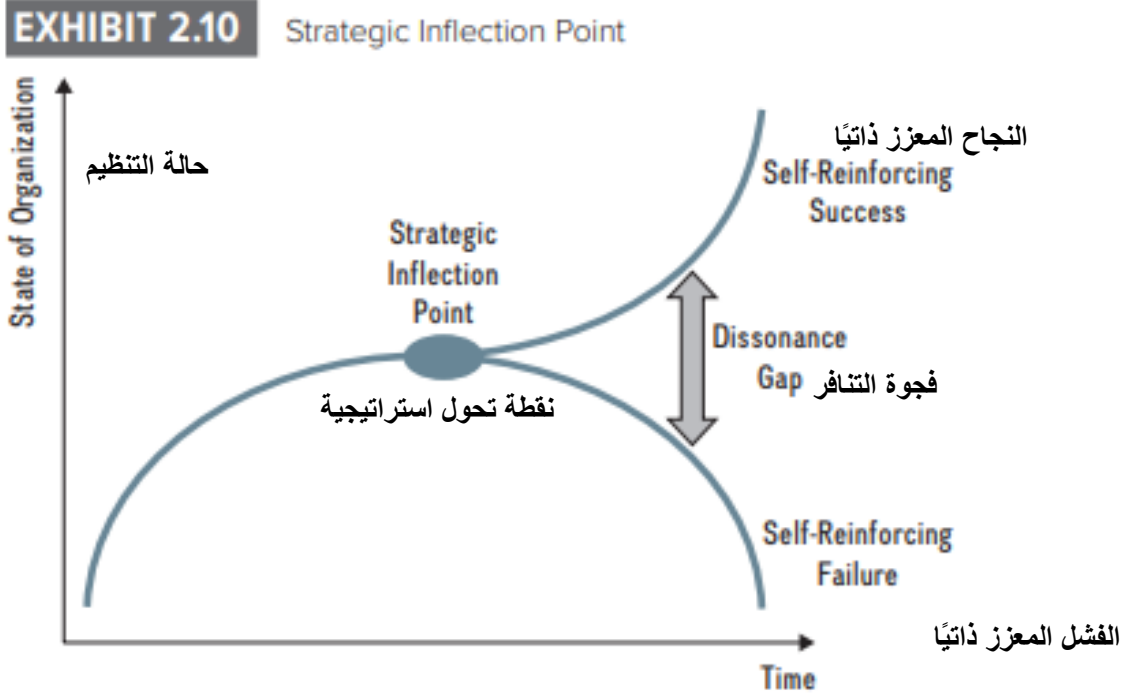 EXHIBIT 2.10 Strategic Inflection Point
State of Organization
حالة التنظيم
النجاح المعزز ذاتيًا
Self-Reinforcing
Success
Strategic
Inflection
Point
نقطة تحول استراتيجية
Dissonance
Gap فجوة التنافر
Self-Reinforcing
Failure
الفشل المعزز ذاتيًا
Time